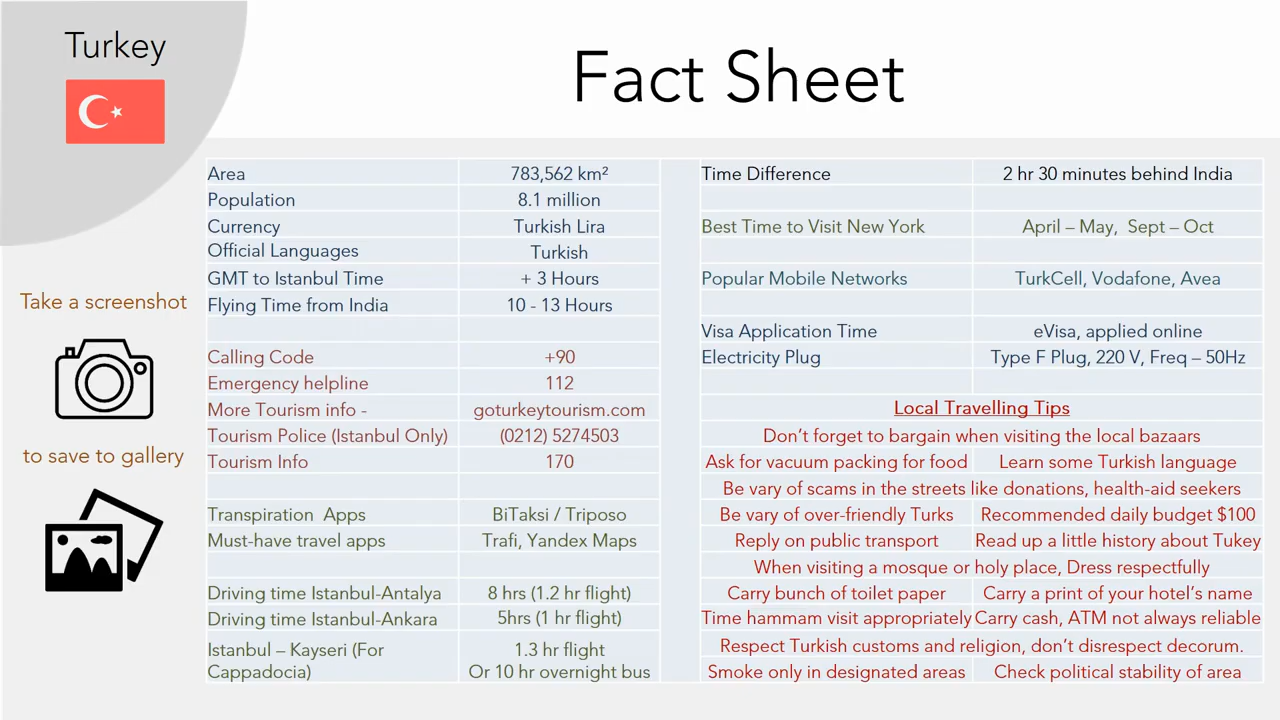 Turkey
Fact Sheet
Take a screenshot
to save to gallery
Area 783,562 km²
Population 8.1 million
Currency Turkish Lira
Official Languages Turkish
GMT to Istanbul Time + 3 Hours
Flying Time from India 10 - 13 Hours
Calling Code +90
Emergency helpline 112
More Tourism info - goturkeytourism.com
Tourism Police (Istanbul Only) (0212) 5274503
Tourism Info 170
Transpiration Apps BiTaksi / Triposo
Must-have travel apps Trafi, Yandex Maps
Driving time Istanbul-Antalya 8 hrs (1.2 hr flight)
Driving time Istanbul-Ankara 5hrs (1 hr flight)
Istanbul – Kayseri (For
Cappadocia)
1.3 hr flight
Or 10 hr overnight bus
Time Difference 2 hr 30 minutes behind India
Best Time to Visit New York April – May, Sept – Oct
Popular Mobile Networks TurkCell, Vodafone, Avea
Visa Application Time eVisa, applied online
Electricity Plug Type F Plug, 220 V, Freq – 50Hz
Local Travelling Tips
Don't forget to bargain when visiting the local bazaars
Ask for vacuum packing for food Learn some Turkish language
Be vary of scams in the streets like donations, health-aid seekers
Be vary of over-friendly Turks Recommended daily budget $100
Reply on public transport Read up a little history about Tukey
When visiting a mosque or holy place, Dress respectfully
Carry bunch of toilet paper Carry a print of your hotel's name
Time hammam visit appropriately Carry cash, ATM not always reliable
Respect Turkish customs and religion, don't disrespect decorum.
Smoke only in designated areas Check political stability of area